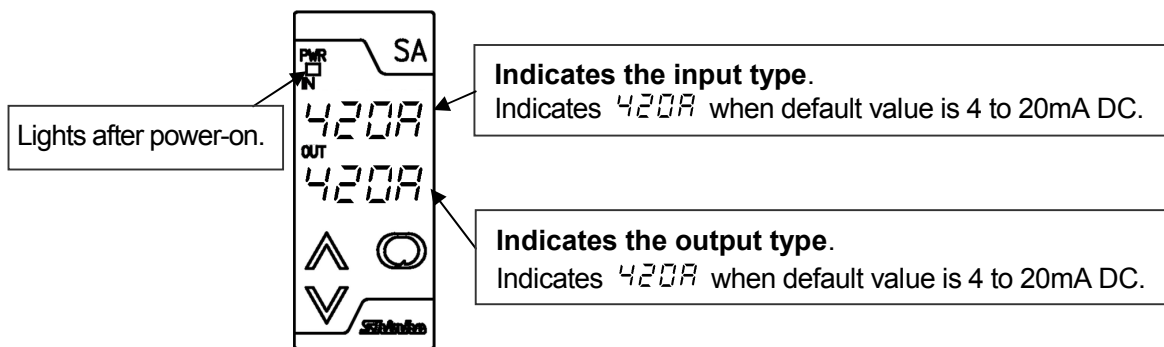 PWR
SA
IN
420A
OUT
420A
Lights after power-on.
Indicates the input type.
Indicates 420A when default value is 4 to 20mA DC.
Indicates the output type.
Indicates 420A when default value is 4 to 20mA DC.